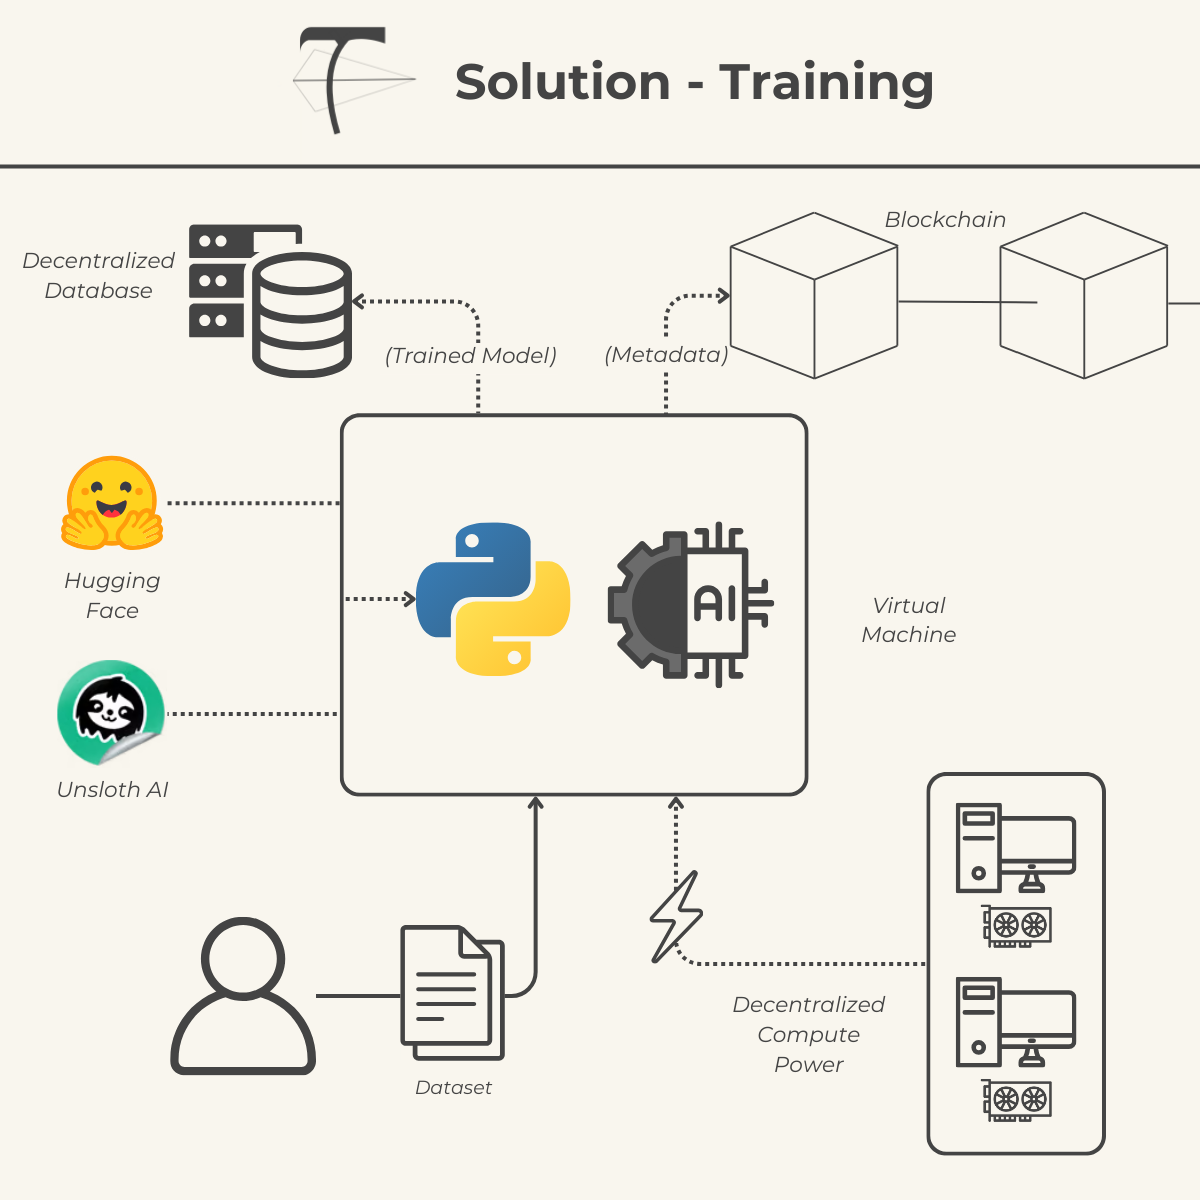 Solution - Training
Blockchain
Decentralized
Database
(Trained Model)
(Metadata)
AI
Hugging
Face
Virtual
Machine
Unsloth AI
Decentralized
Compute
Power
Dataset